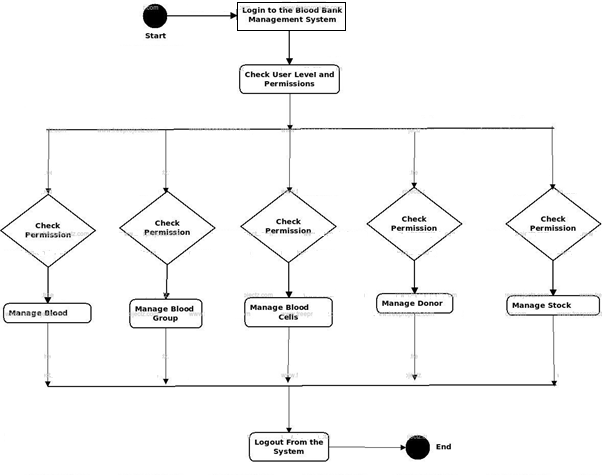 Login to the Blood Bank
Management System
Start
Check User Level and
Permissions
Check
Permission
Check
Permission
Check
Permission
Check
Permission
Check
Permission
Manage Blood
Manage Blood
Group
Manage Blood
Cells
Manage Donor
Manage Stock
Logout From the
System
End